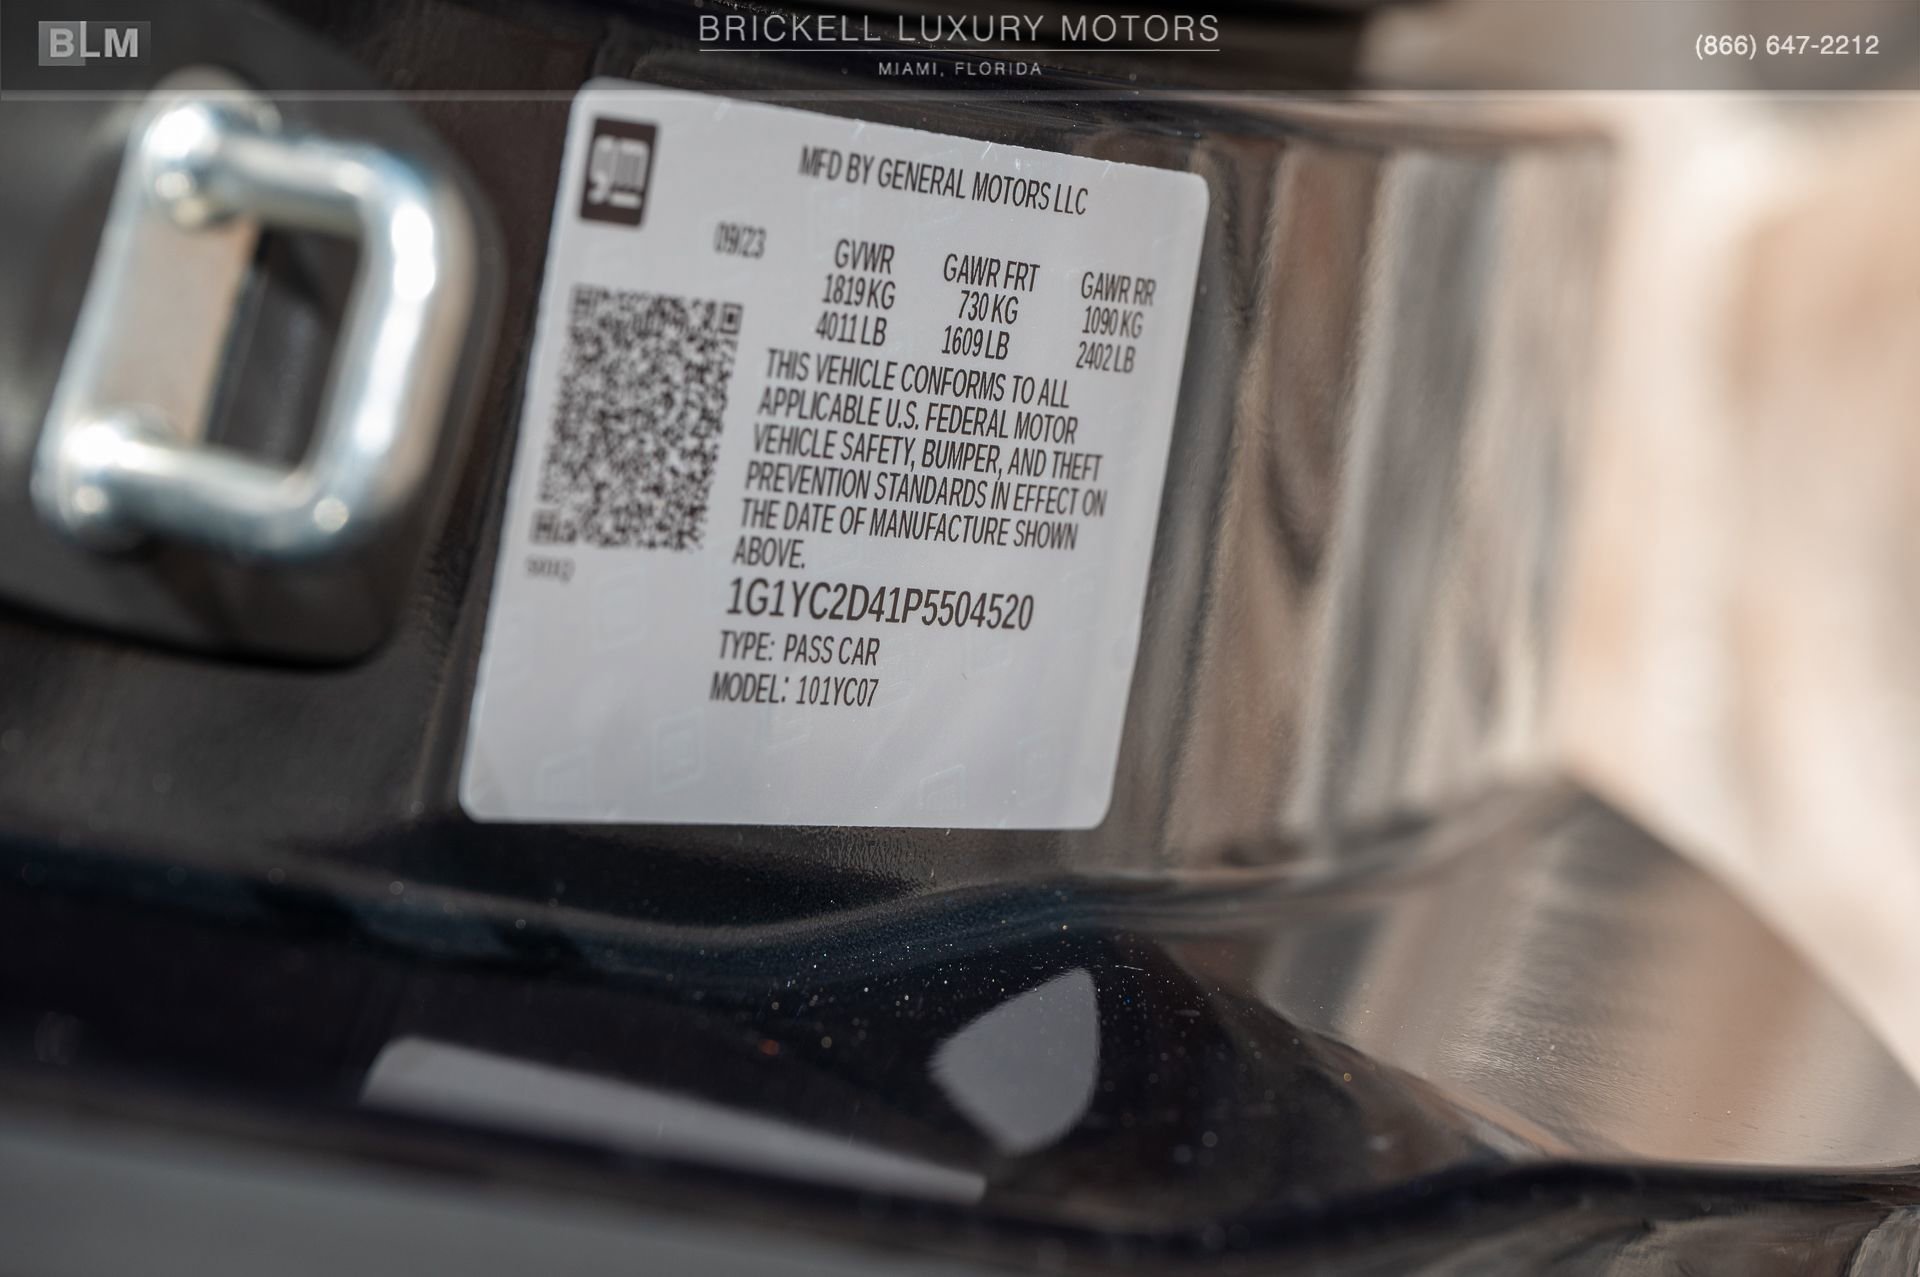 BLM
BRICKELL LUXURY MOTORS
MIAMI, FLORIDA
(866) 647-2212
gm
MFD BY GENERAL MOTORS LLC
09/23
GVWR GAWR FRT GAWR RR
1819 KG 730 KG 1090 KG
4011 LB 1609 LB 2402 LB
THIS VEHICLE CONFORMS TO ALL
APPLICABLE U.S. FEDERAL MOTOR
VEHICLE SAFETY, BUMPER, AND THEFT
PREVENTION STANDARDS IN EFFECT ON
THE DATE OF MANUFACTURE SHOWN
ABOVE.
1G1YC2D41P5504520
TYPE: PASS CAR
MODEL: 101YC07